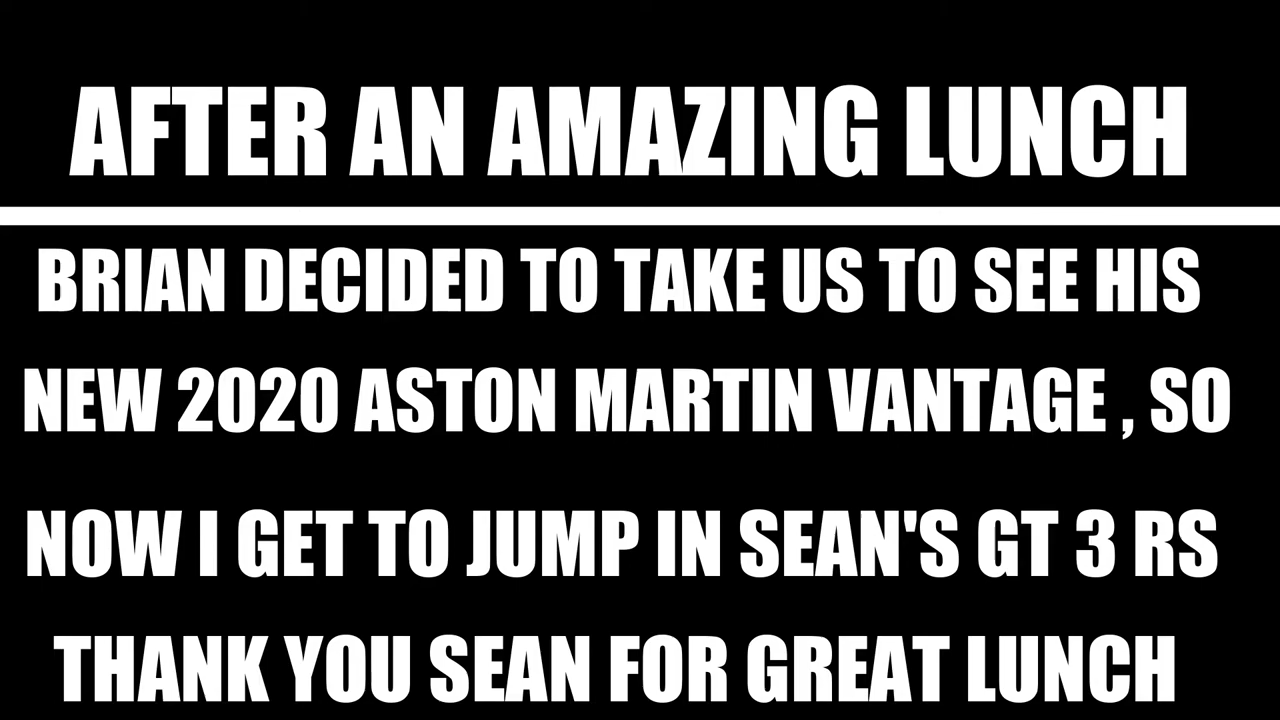 AFTER AN AMAZING LUNCH
BRIAN DECIDED TO TAKE US TO SEE HIS
NEW 2020 ASTON MARTIN VANTAGE , SO
NOW I GET TO JUMP IN SEAN'S GT 3 RS
THANK YOU SEAN FOR GREAT LUNCH